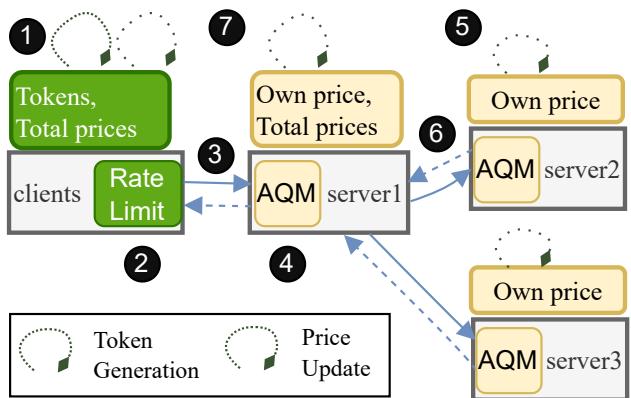 1
7
5
Tokens,
Total prices
Own price,
Total prices
Own price
3
6
clients
Rate
Limit
AQM
server1
AQM
server2
2
4
Own price
AQM
server3
Token
Generation
Price
Update